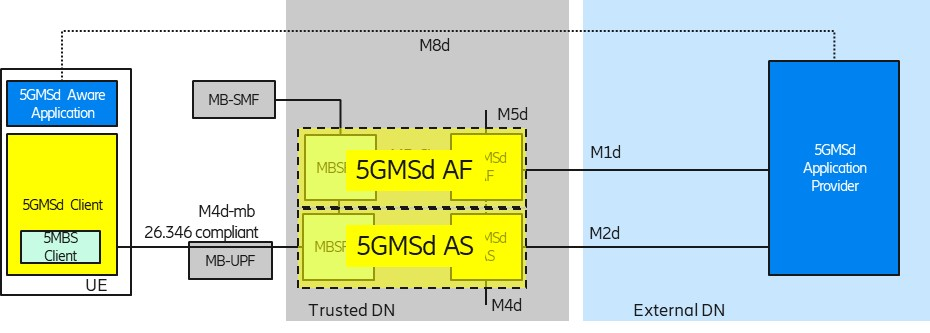 M8d
5GMSd Aware
Application
MB-SMF
M5d
5GMSd
Application
Provider
M1d
5GMSd AF
5GMSd Client
M4d-mb
26.346 compliant
5MBS
Client
MB-UPF
5GMSd AS
M2d
UE
Trusted DN
M4d
External DN